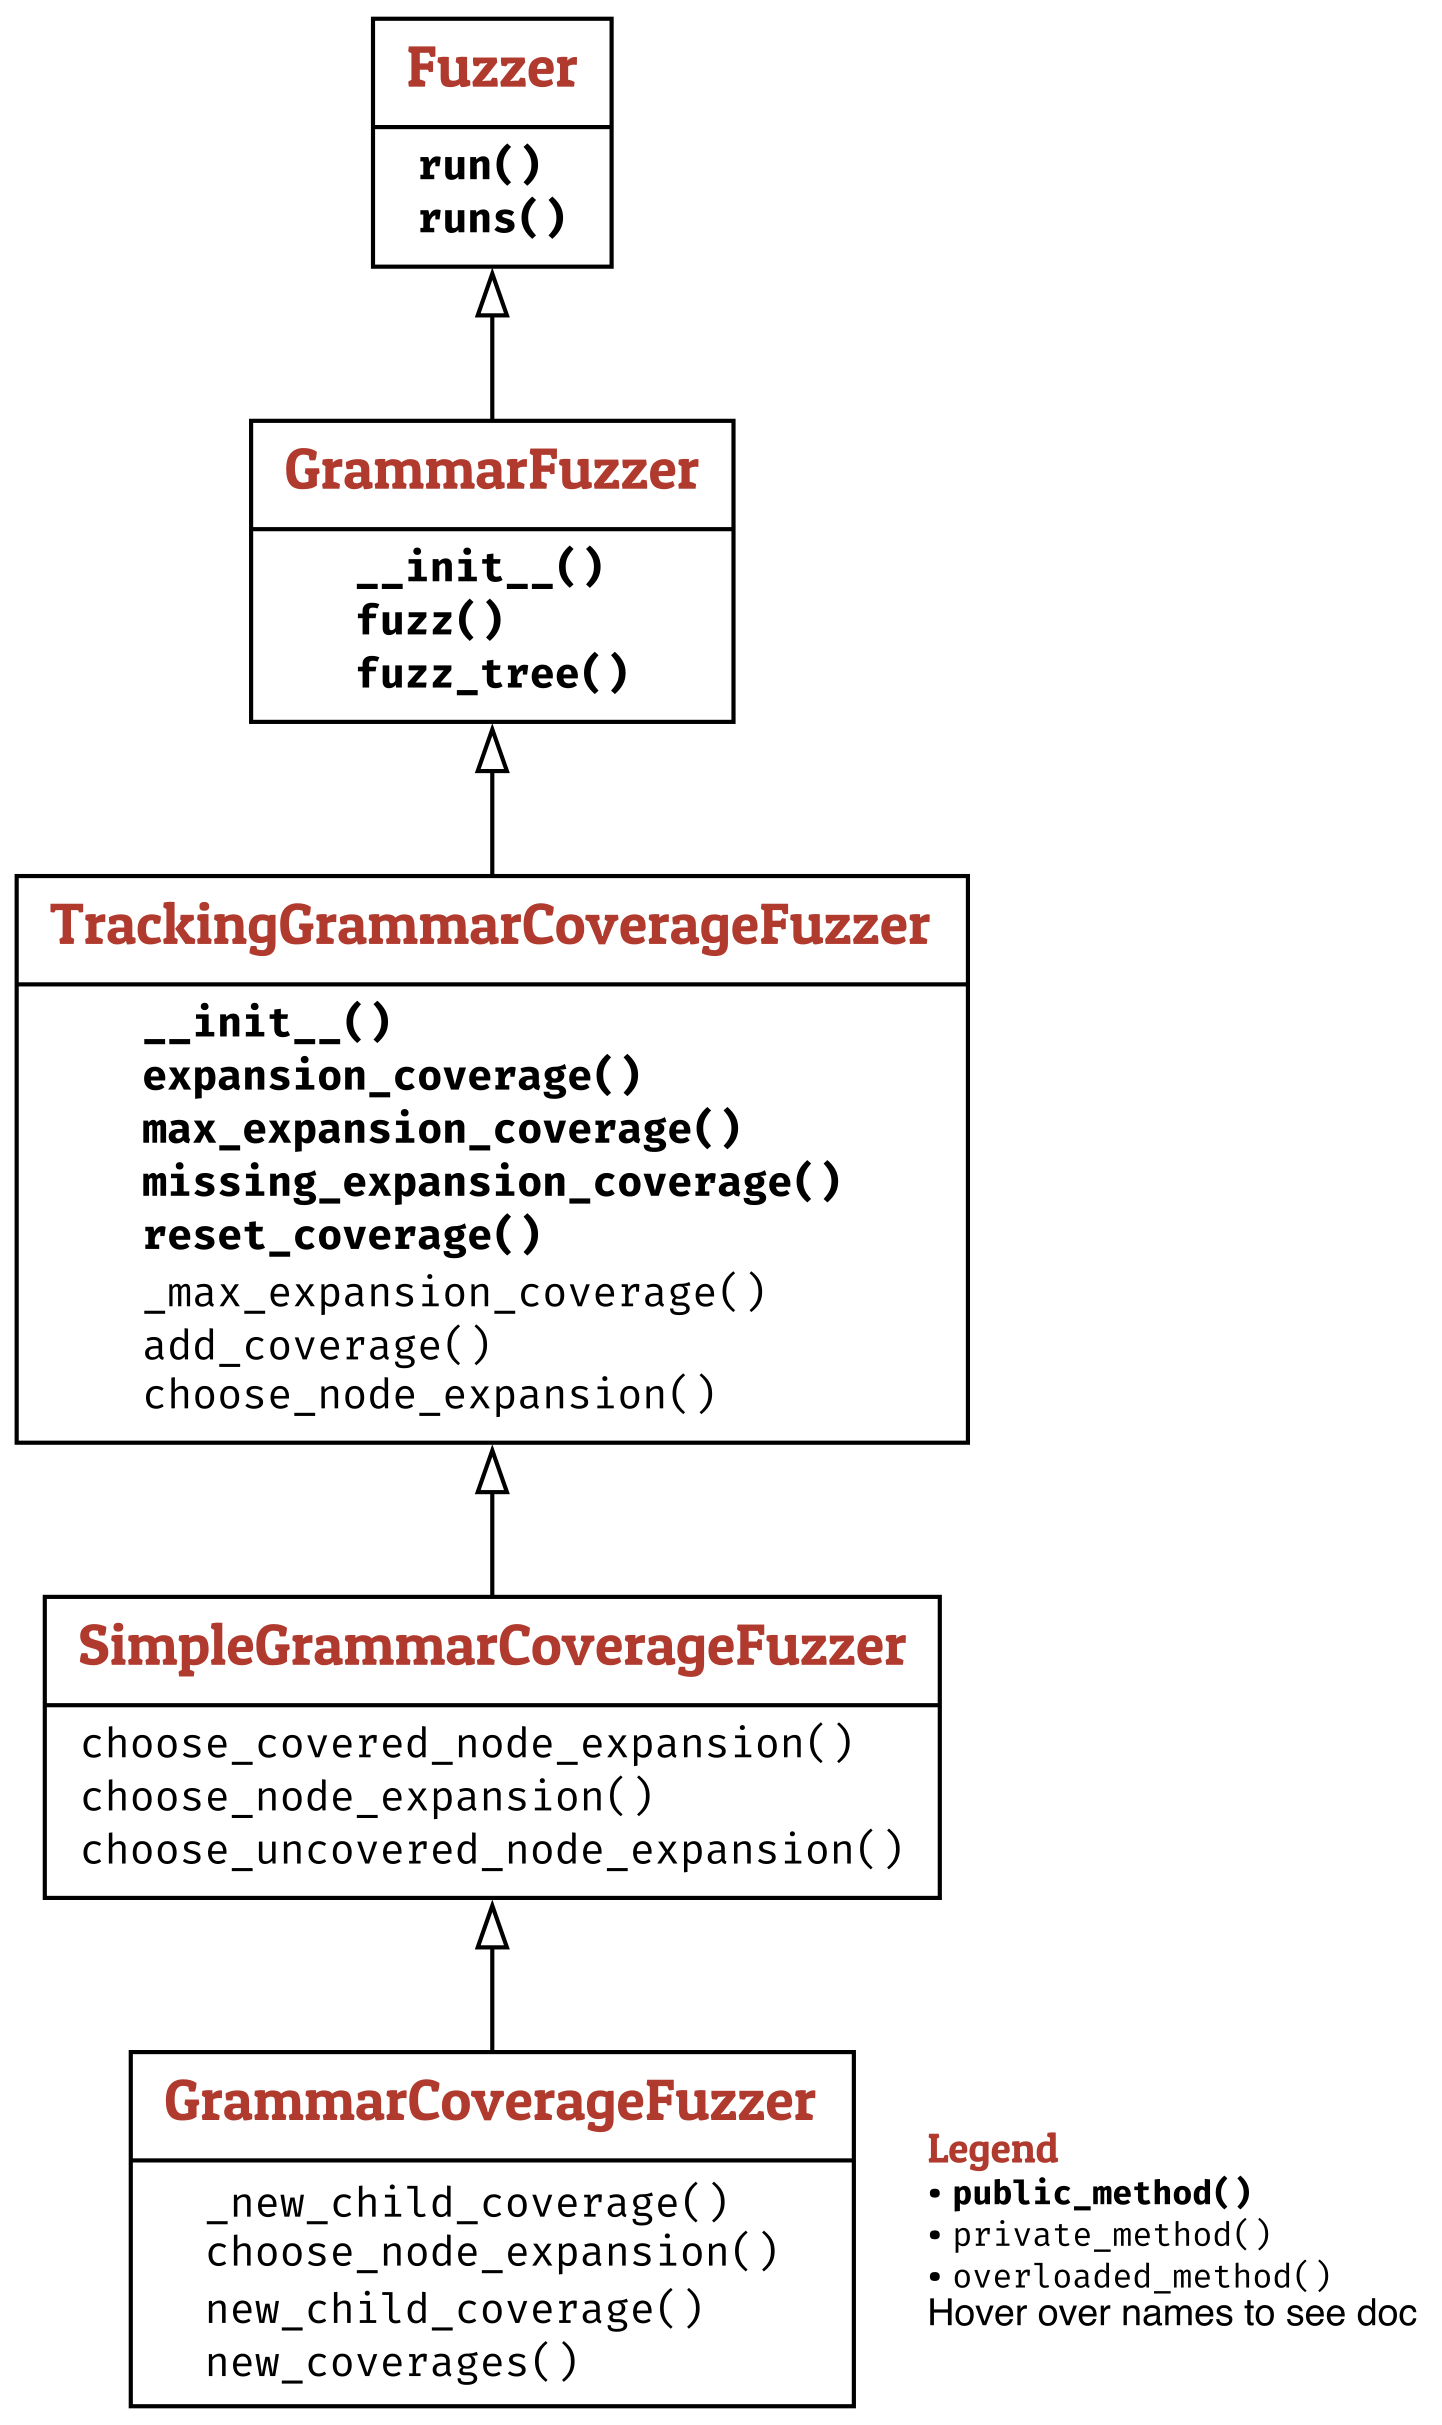 Fuzzer
run()
runs()
GrammarFuzzer
__init__()
fuzz()
fuzz_tree()
TrackingGrammarCoverageFuzzer
__init__()
expansion_coverage()
max_expansion_coverage()
missing_expansion_coverage()
reset_coverage()
_max_expansion_coverage()
add_coverage()
choose_node_expansion()
SimpleGrammarCoverageFuzzer
choose_covered_node_expansion()
choose_node_expansion()
choose_uncovered_node_expansion()
GrammarCoverageFuzzer
_new_child_coverage()
choose_node_expansion()
new_child_coverage()
new_coverages()
Legend
• public_method()
• private_method()
• overloaded_method()
Hover over names to see doc